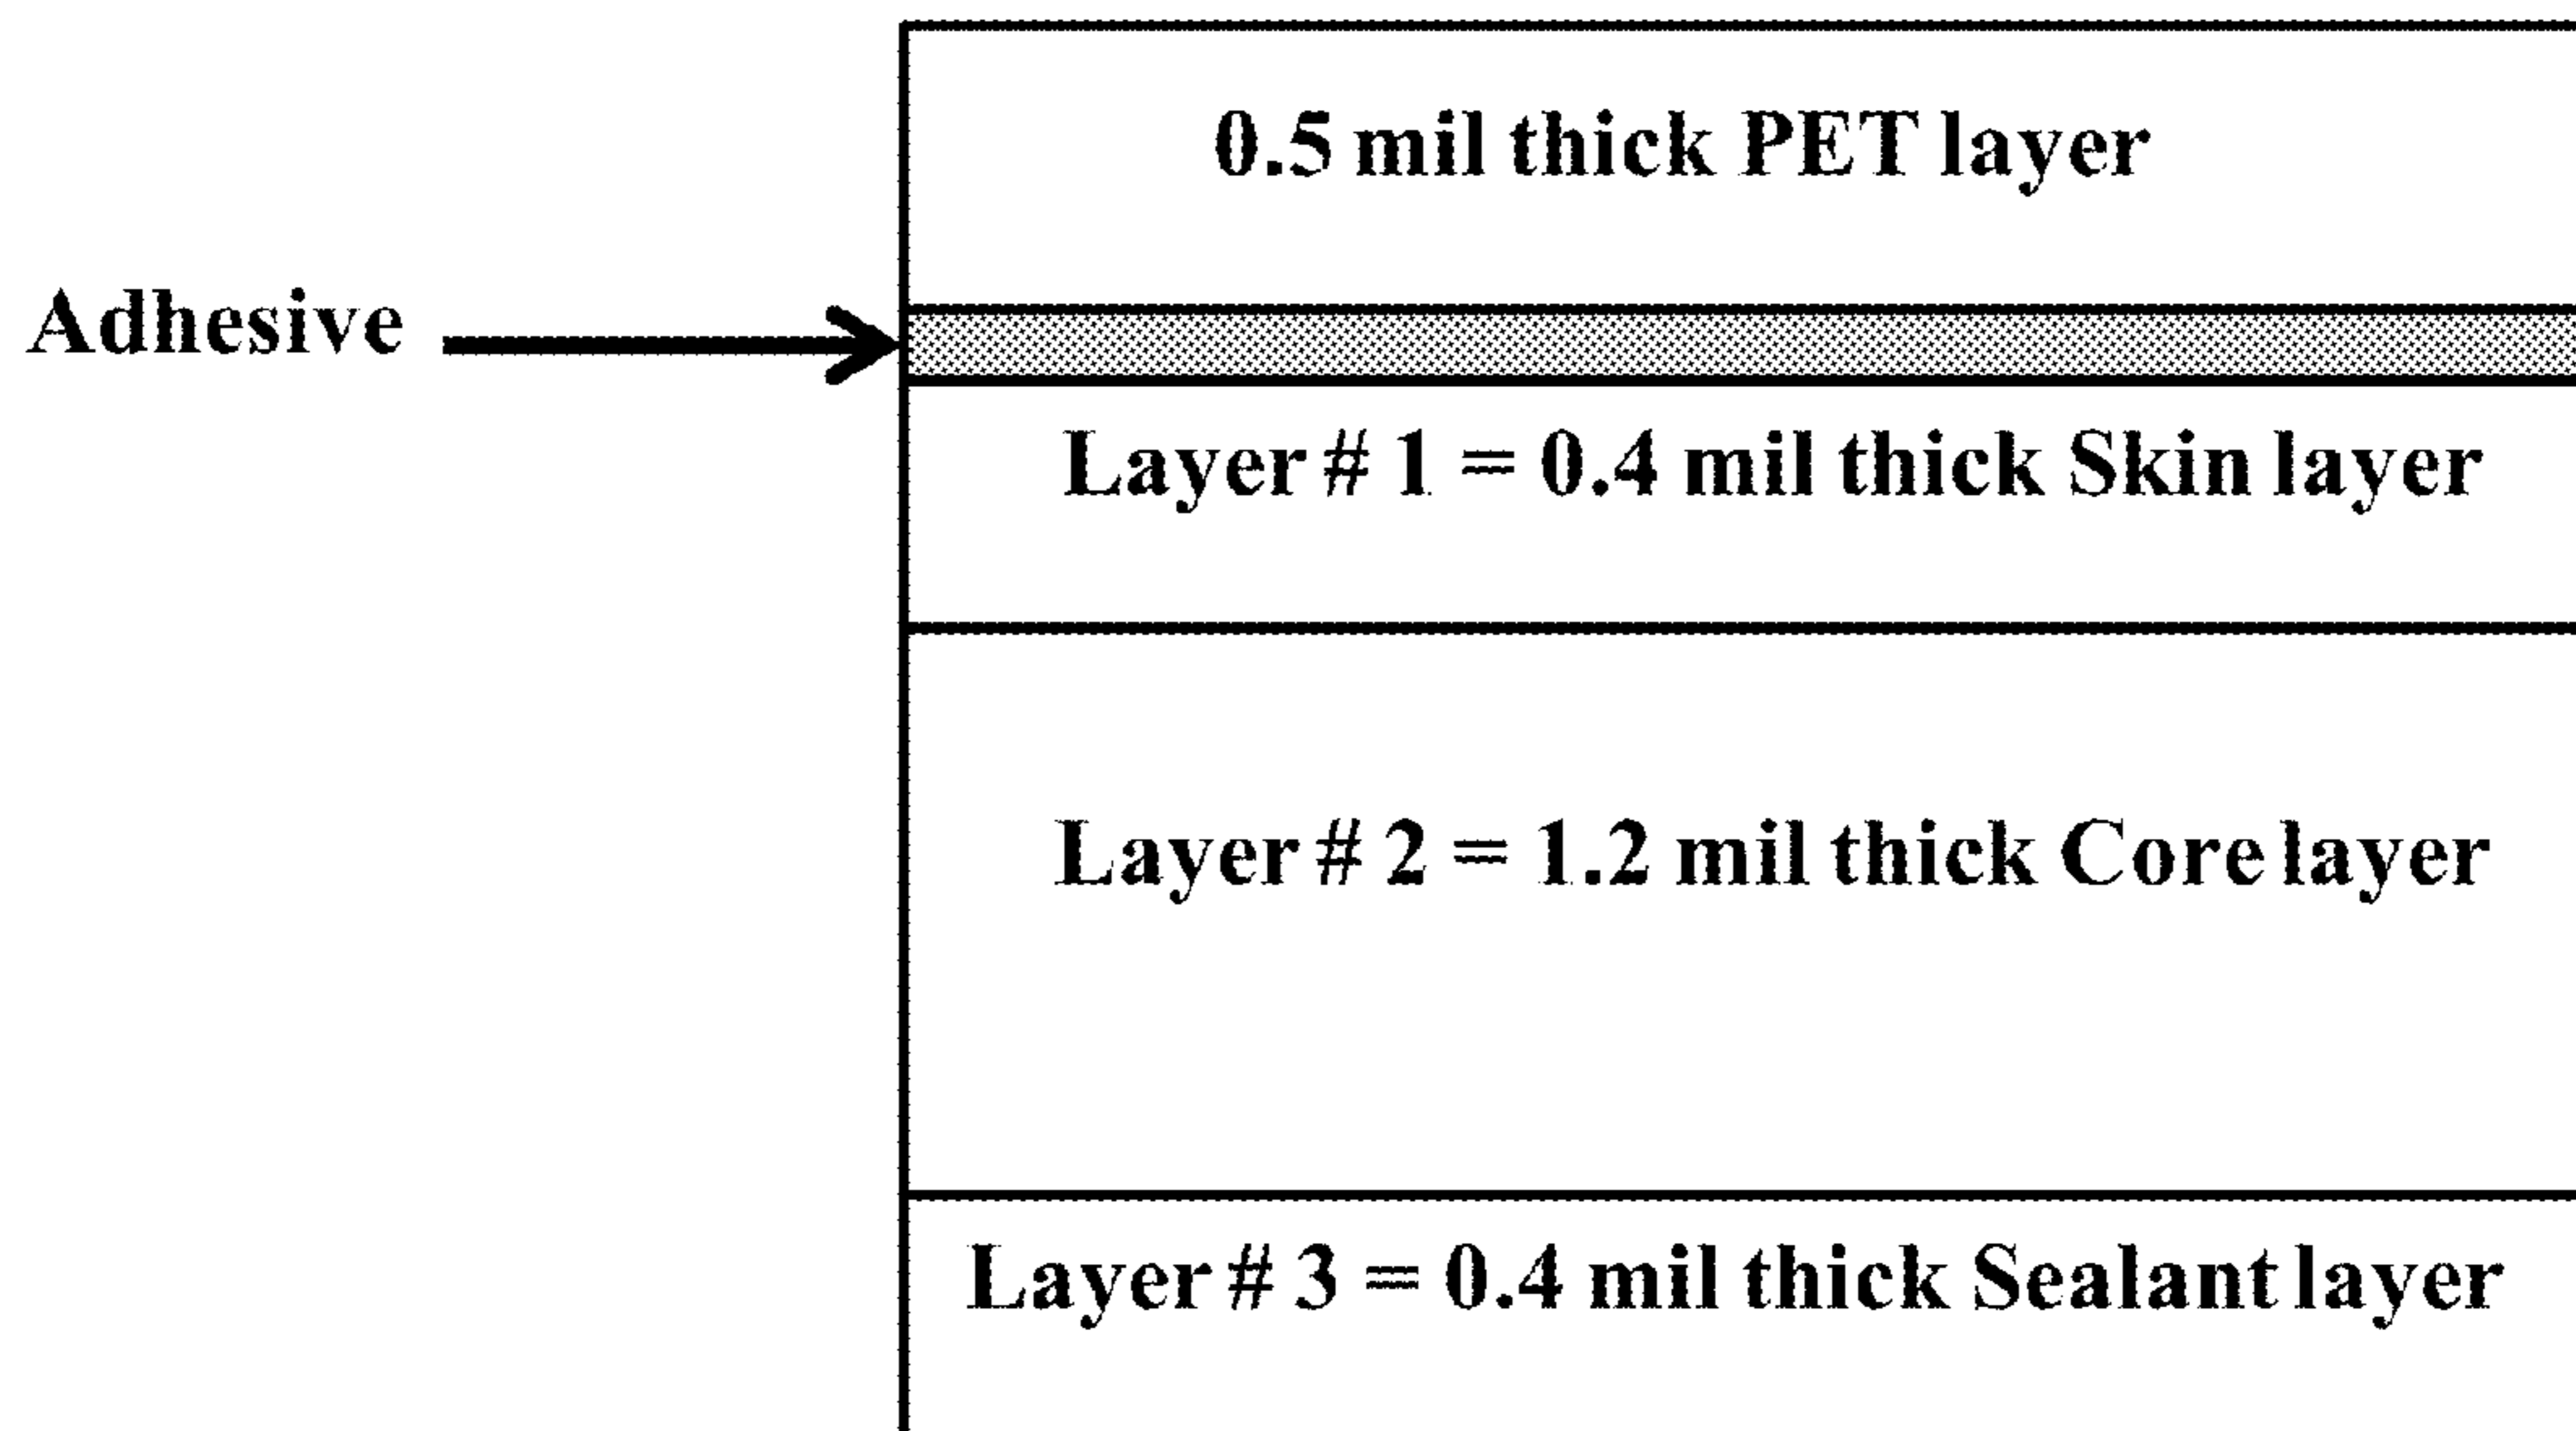 0.5 mil thick PET layer
Adhesive
Layer # 1 = 0.4 mil thick Skin layer
Layer # 2 = 1.2 mil thick Core layer
Layer # 3 = 0.4 mil thick Sealant layer